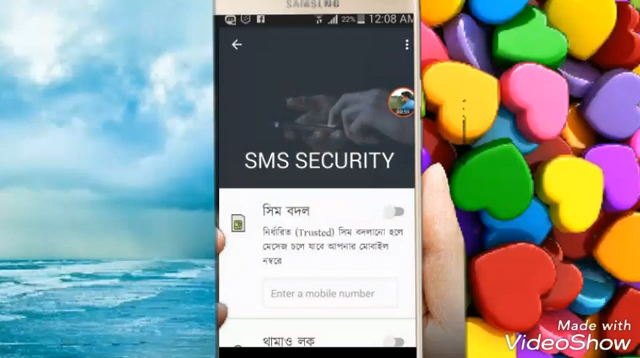 SAMSUNG
22% 12:08 AM
SMS SECURITY
সিম বদল
নির্ধারিত (Trusted) সিম বদলানো হলে
মেসেজ চলে যাবে আপনার মোবাইল
নম্বরে
Enter a mobile number
থামাও লক
Made with
VideoShow